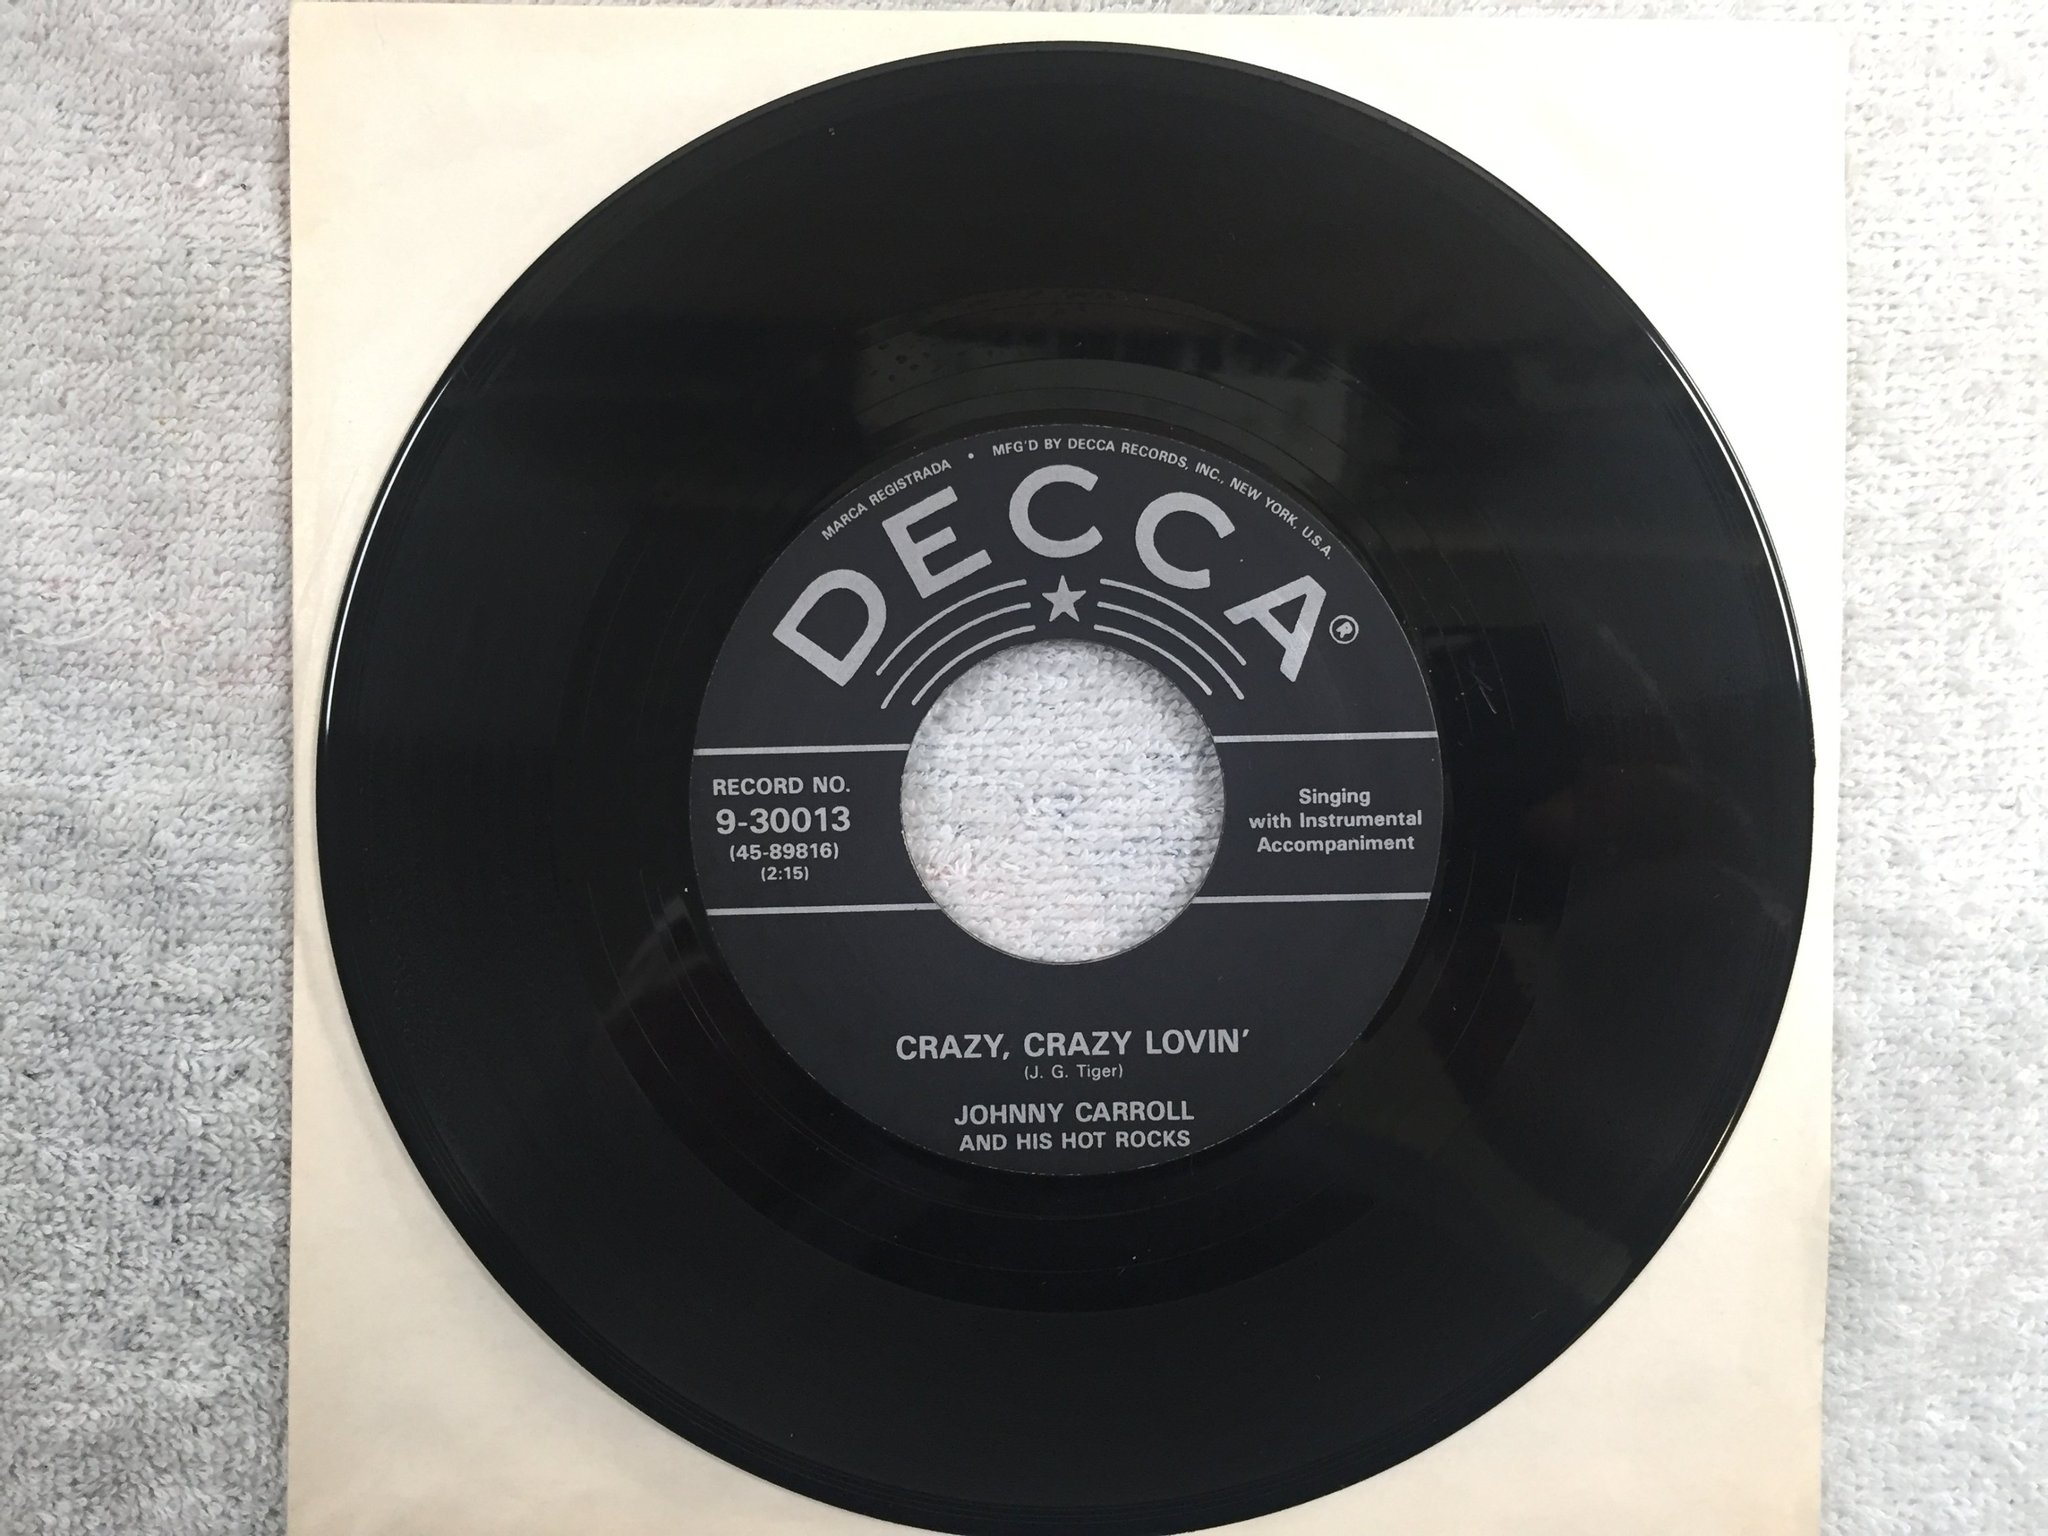 MARCA REGISTRADA • MFG'D BY DECCA RECORDS, INC., NEW YORK, U.S.A.
DECCA®
RECORD NO.
9-30013
(45-89816)
(2:15)
Singing
with Instrumental
Accompaniment
CRAZY, CRAZY LOVIN'
(J. G. Tiger)
JOHNNY CARROLL
AND HIS HOT ROCKS